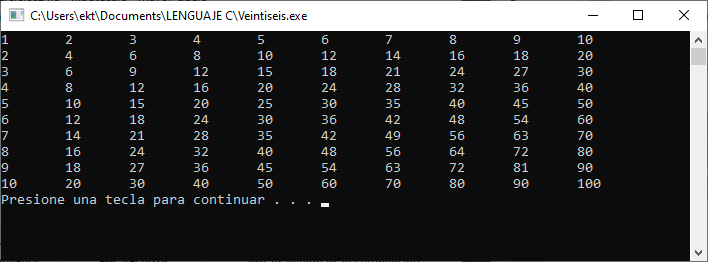 C:\Users\ekt\Documents\LENGUAJE C\Veintiseis.exe
1 2 3 4 5 6 7 8 9 10
2 4 6 8 10 12 14 16 18 20
3 6 9 12 15 18 21 24 27 30
4 8 12 16 20 24 28 32 36 40
5 10 15 20 25 30 35 40 45 50
6 12 18 24 30 36 42 48 54 60
7 14 21 28 35 42 49 56 63 70
8 16 24 32 40 48 56 64 72 80
9 18 27 36 45 54 63 72 81 90
10 20 30 40 50 60 70 80 90 100
Presione una tecla para continuar . . .